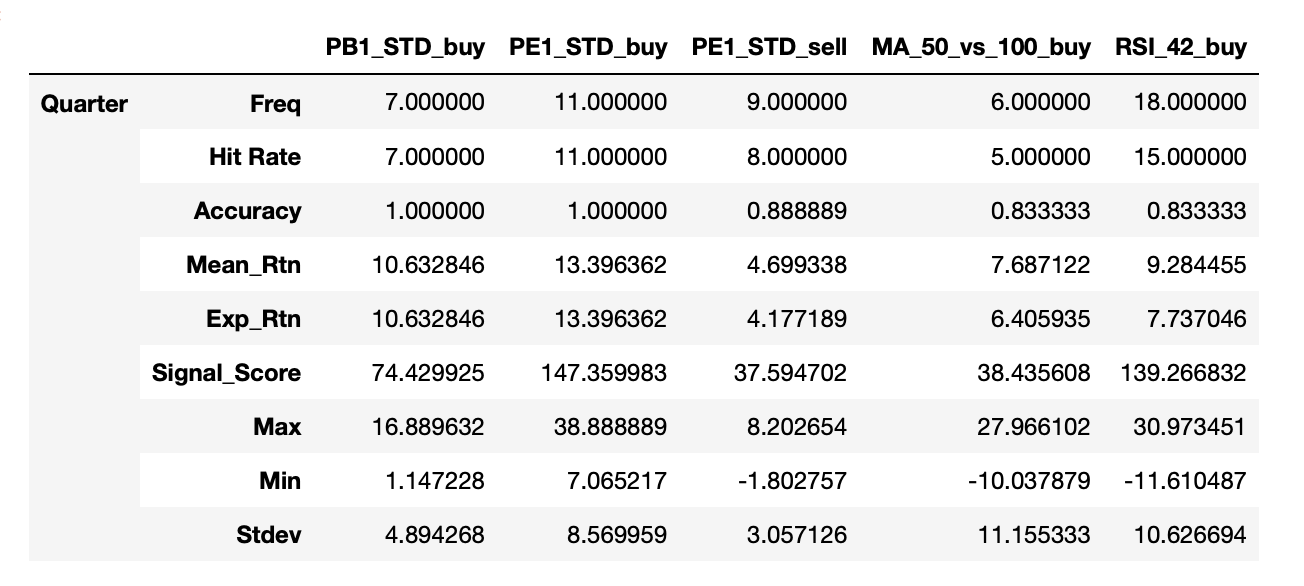 PB1_STD_buy PE1_STD_buy PE1_STD_sell MA_50_vs_100_buy RSI_42_buy
Quarter Freq 7.000000 11.000000 9.000000 6.000000 18.000000
Hit Rate 7.000000 11.000000 8.000000 5.000000 15.000000
Accuracy 1.000000 1.000000 0.888889 0.833333 0.833333
Mean_Rtn 10.632846 13.396362 4.699338 7.687122 9.284455
Exp_Rtn 10.632846 13.396362 4.177189 6.405935 7.737046
Signal_Score 74.429925 147.359983 37.594702 38.435608 139.266832
Max 16.889632 38.888889 8.202654 27.966102 30.973451
Min 1.147228 7.065217 -1.802757 -10.037879 -11.610487
Stdev 4.894268 8.569959 3.057126 11.155333 10.626694